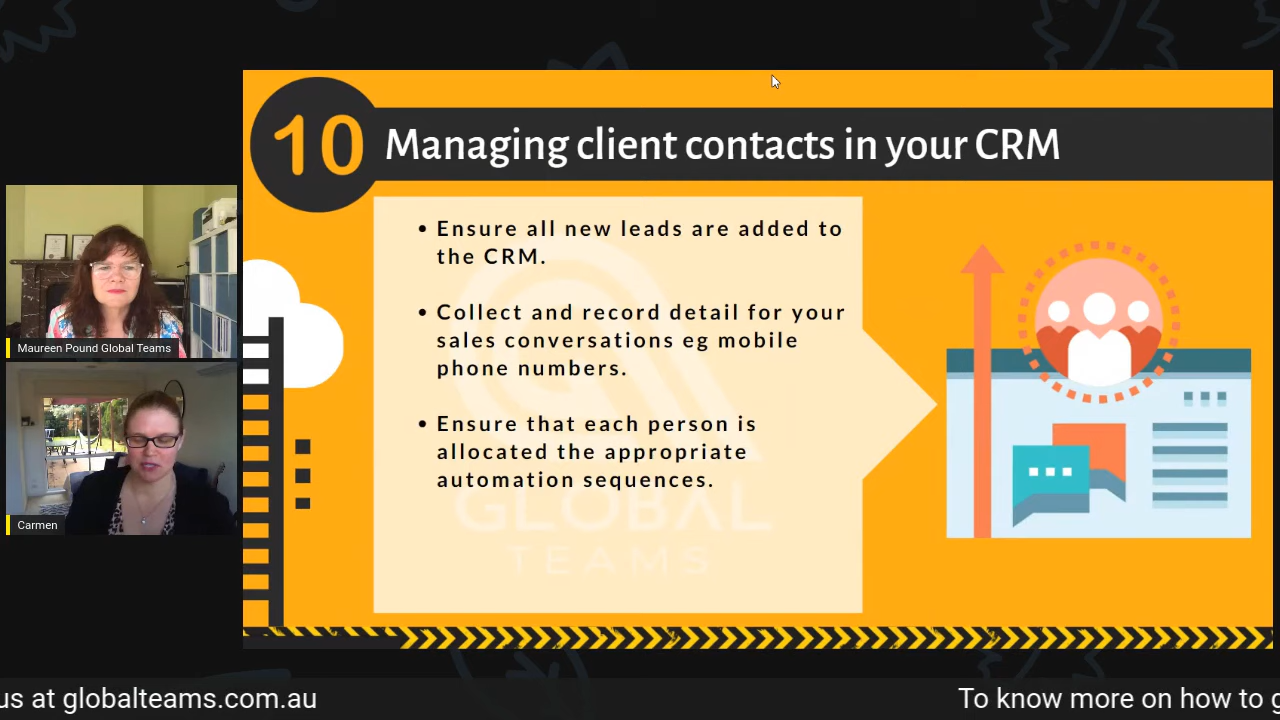 10 Managing client contacts in your CRM
• Ensure all new leads are added to
the CRM.
• Collect and record detail for your
sales conversations eg mobile
phone numbers.
• Ensure that each person is
allocated the appropriate
automation sequences.
GLOBAL
TEAMS
Maureen Pound Global Teams
Carmen
us at globalteams.com.au
To know more on how to g